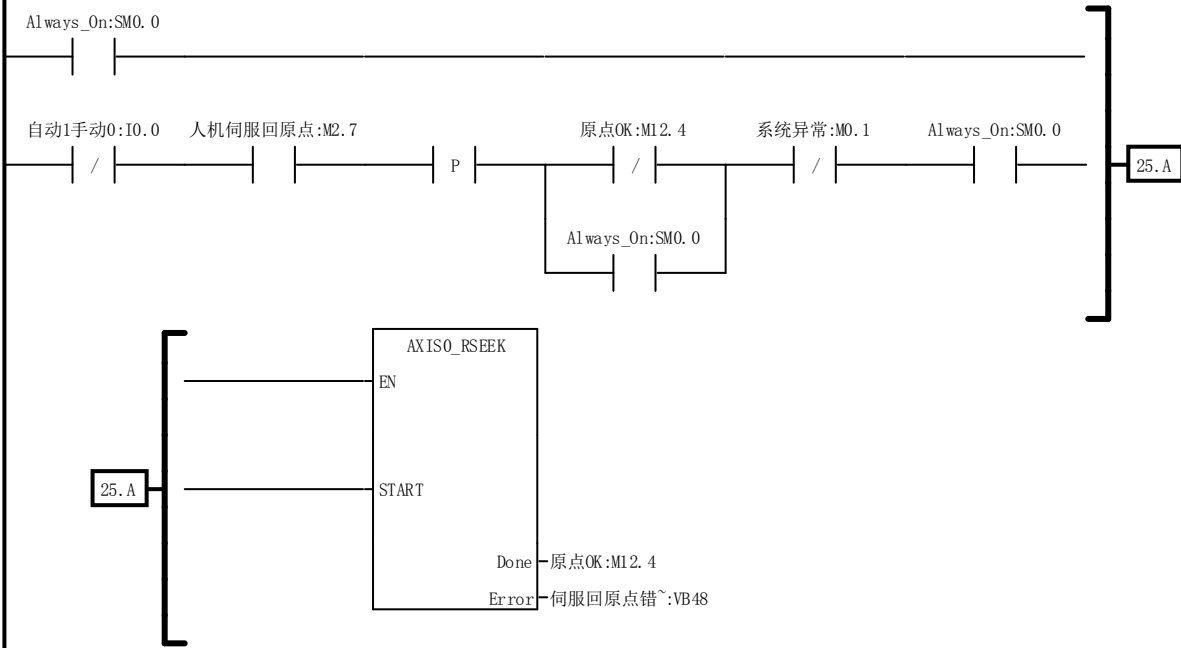 Always_On:SM0.0
自动1手动0:I0.0 人机伺服回原点:M2.7 原点OK:M12.4 系统异常:M0.1 Always_On:SM0.0
/ P / /
25.A
Always_On:SM0.0
AXIS0_RSEEK
EN
25.A START
Done 原点OK:M12.4
Error 伺服回原点错~:VB48